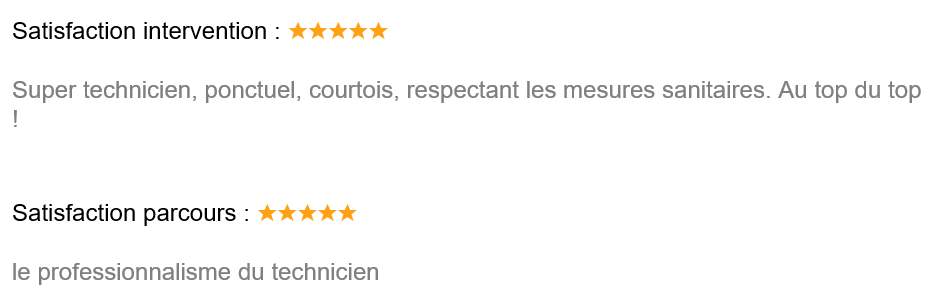 Satisfaction intervention : ★★★★★
Super technicien, ponctuel, courtois, respectant les mesures sanitaires. Au top du top
!
Satisfaction parcours : ★★★★★
le professionnalisme du technicien